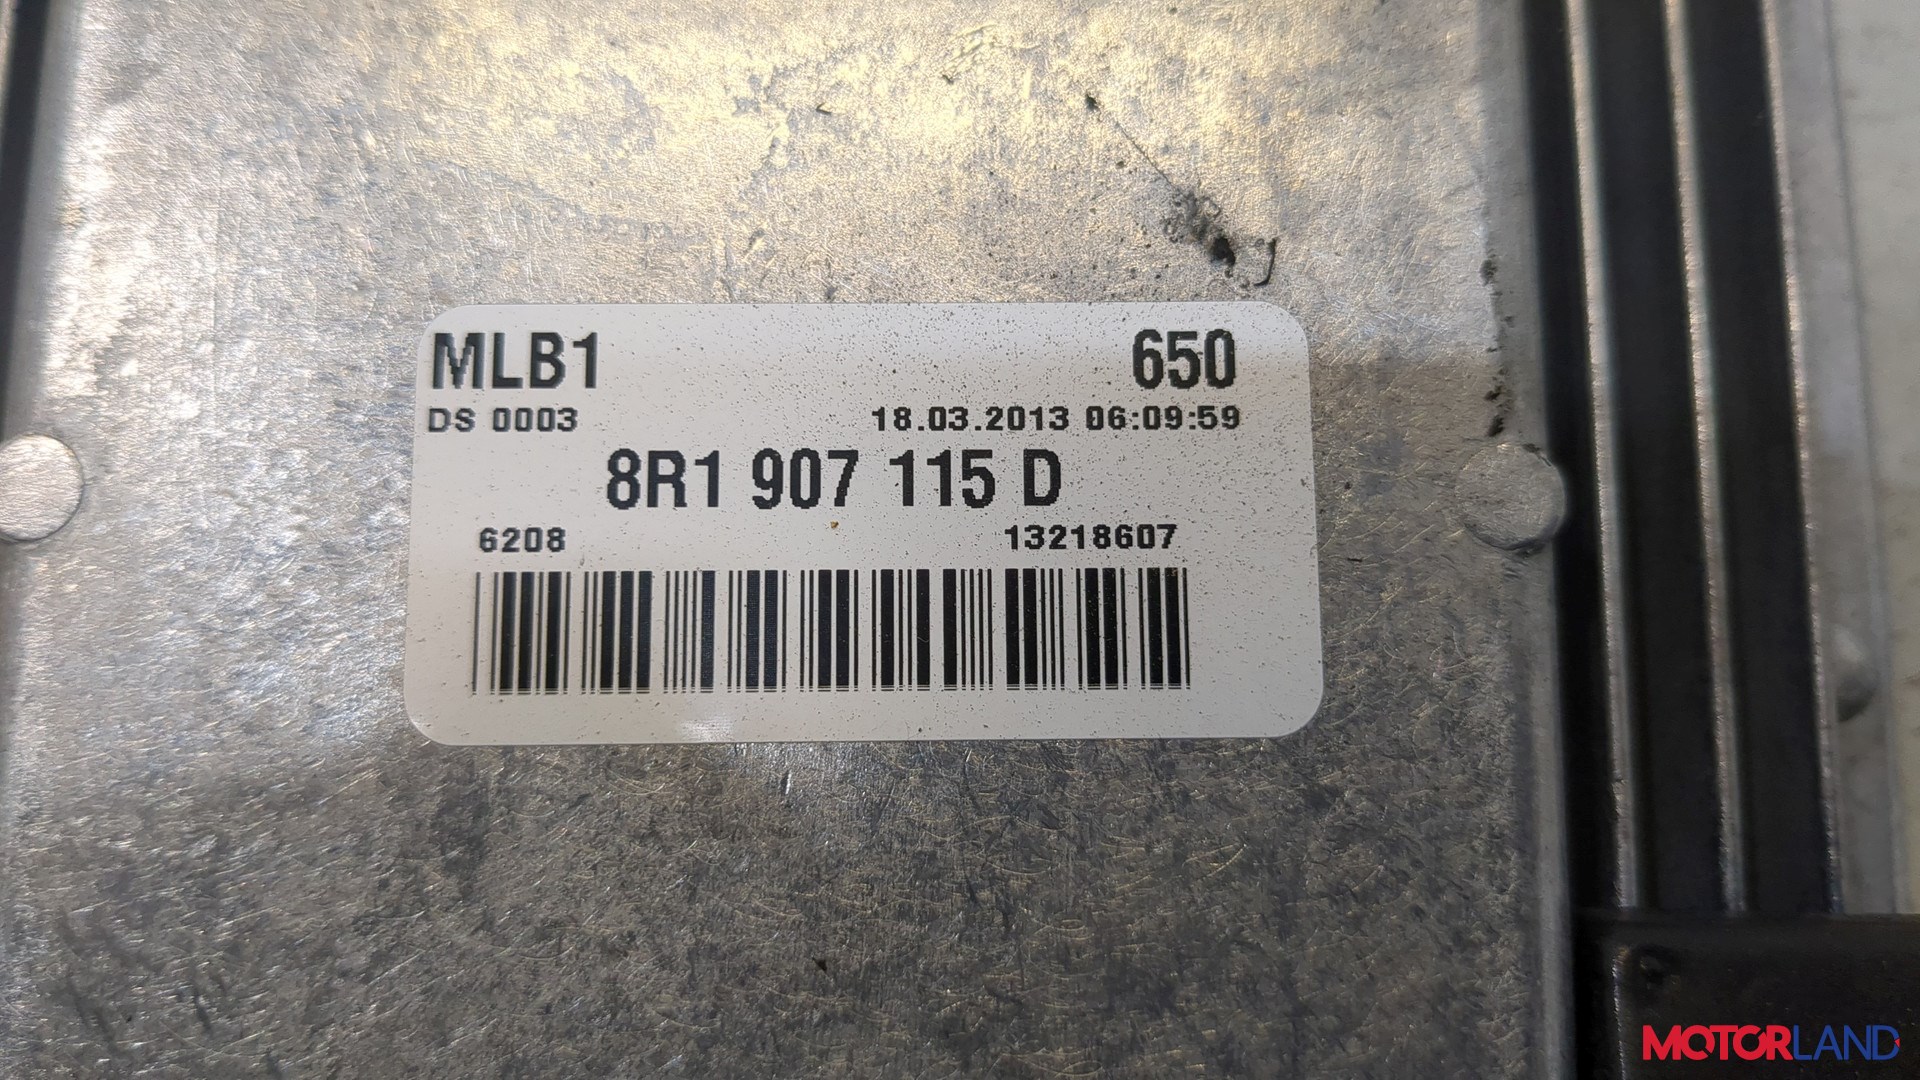 MLB1 650
DS 0003 18.03.2013 06:09:59
8R1 907 115 D
6208 13218607
MOTORLAND